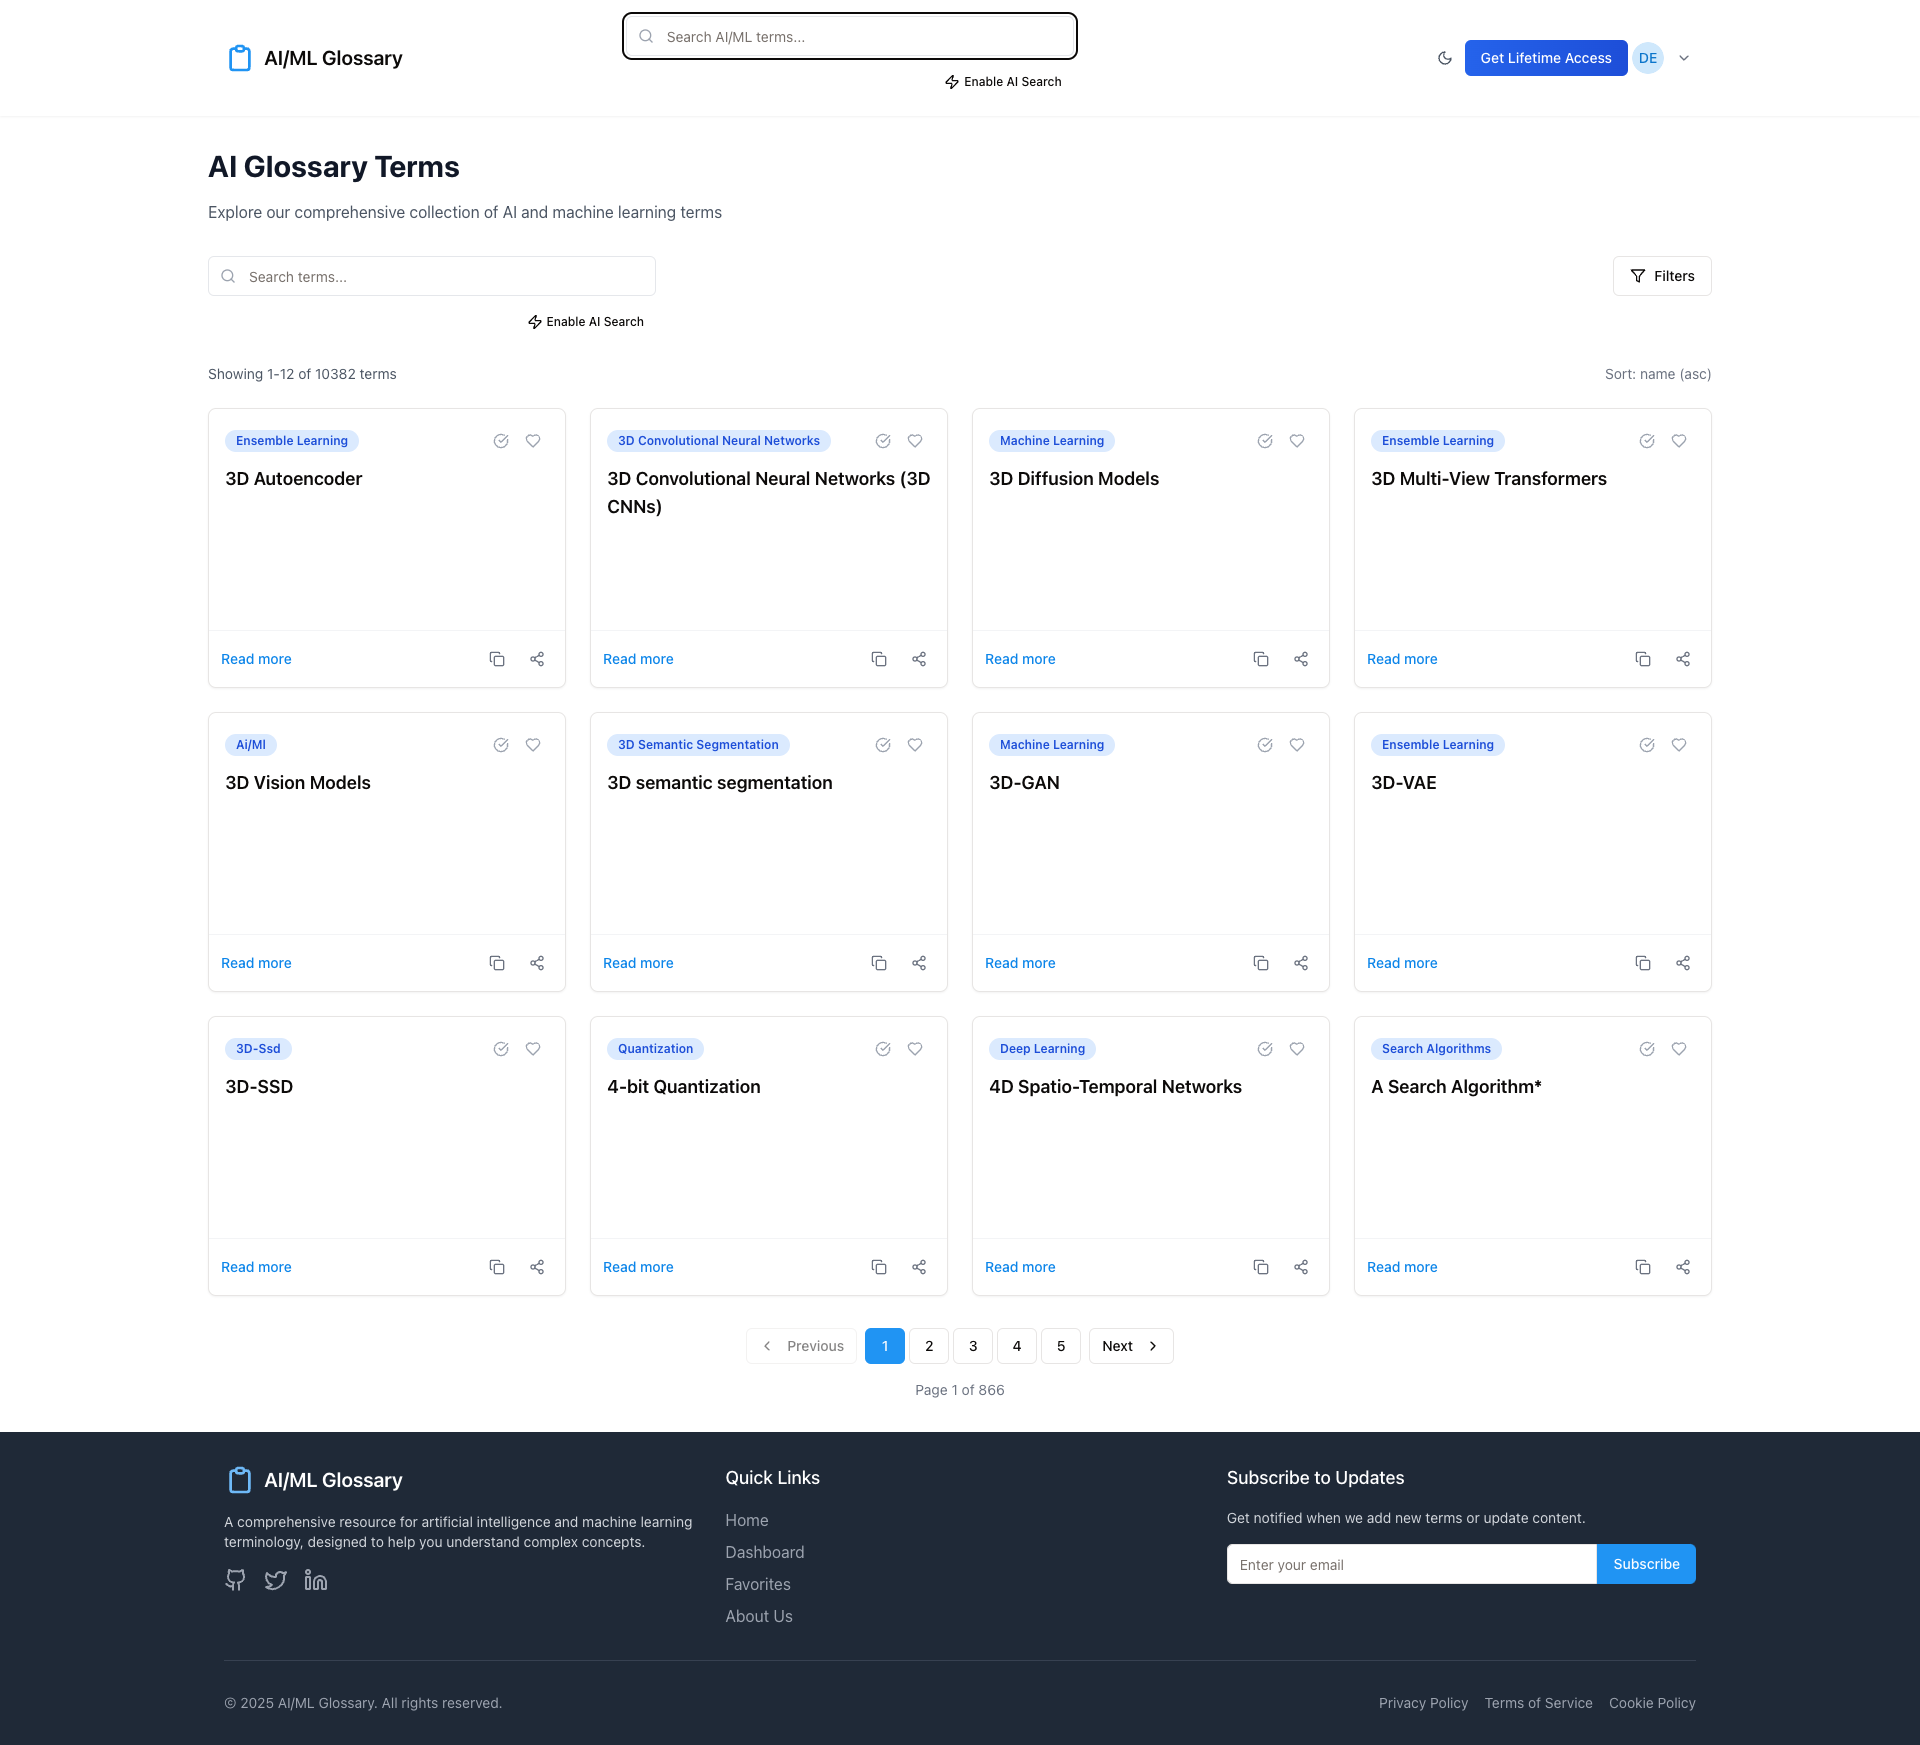 AI/ML Glossary
Search AI/ML terms...
Enable AI Search
Get Lifetime Access
DE
AI Glossary Terms
Explore our comprehensive collection of AI and machine learning terms
Search terms...
Filters
Enable AI Search
Showing 1-12 of 10382 terms
Sort: name (asc)
Ensemble Learning
3D Autoencoder
Read more
3D Convolutional Neural Networks
3D Convolutional Neural Networks (3D
CNNs)
Read more
Machine Learning
3D Diffusion Models
Read more
Ensemble Learning
3D Multi-View Transformers
Read more
Ai/Ml
3D Vision Models
Read more
3D Semantic Segmentation
3D semantic segmentation
Read more
Machine Learning
3D-GAN
Read more
Ensemble Learning
3D-VAE
Read more
3D-Ssd
3D-SSD
Read more
Quantization
4-bit Quantization
Read more
Deep Learning
4D Spatio-Temporal Networks
Read more
Search Algorithms
A Search Algorithm*
Read more
Previous 1 2 3 4 5 Next
Page 1 of 866
AI/ML Glossary
A comprehensive resource for artificial intelligence and machine learning
terminology, designed to help you understand complex concepts.
Quick Links
Home
Dashboard
Favorites
About Us
Subscribe to Updates
Get notified when we add new terms or update content.
Enter your email
Subscribe
© 2025 AI/ML Glossary. All rights reserved.
Privacy Policy Terms of Service Cookie Policy